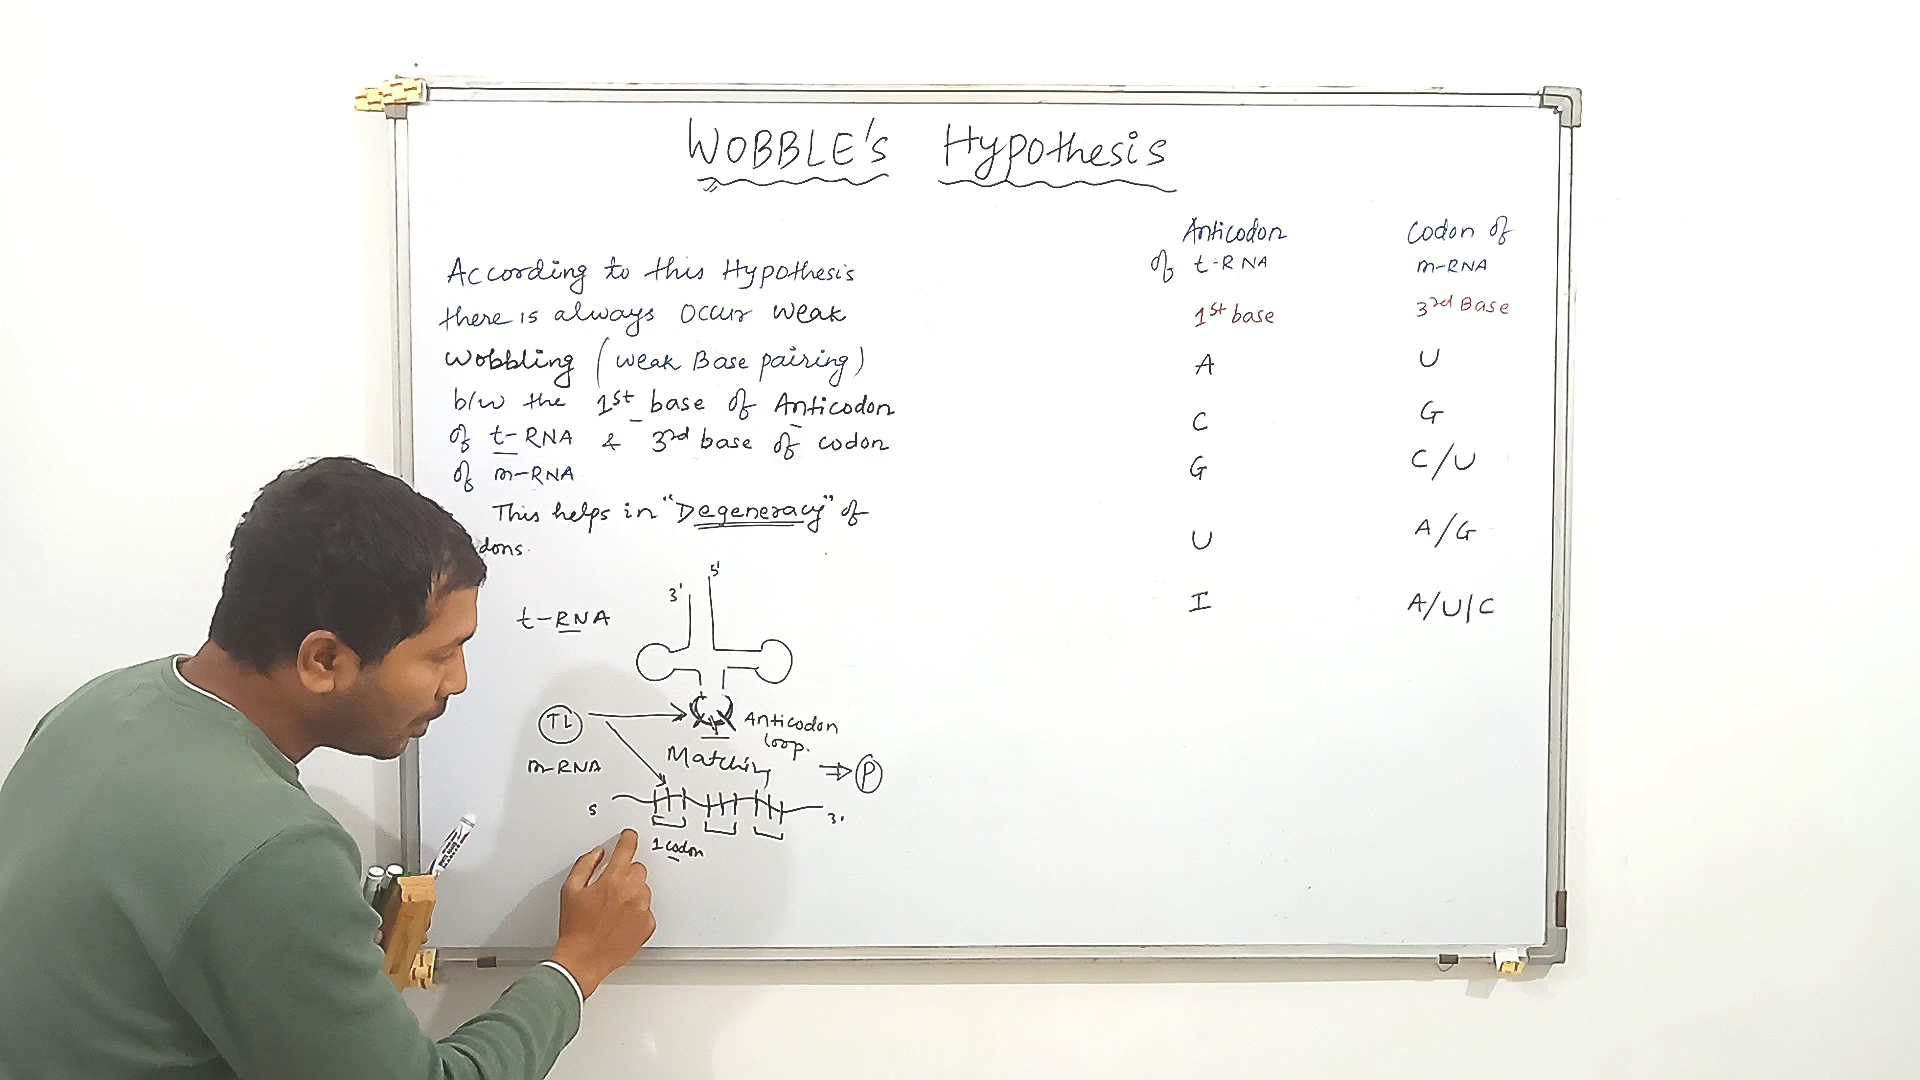 WOBBLE's Hypothesis
According to this Hypothesis
there is always occur weak
Wobbling (weak Base pairing)
b/w the 1st base of Anticodon
of t-RNA & 3rd base of codon
of m-RNA
This helps in "Degeneracy" of
dons.
t-RNA
3'
5'
TL
Anticodon
loop.
Matching
⇒ P
m-RNA
5
3'
1 codon
Anticodon
of t-RNA
Codon of
m-RNA
1st base
3rd Base
A U
C G
G C/U
U A/G
I A/U/C